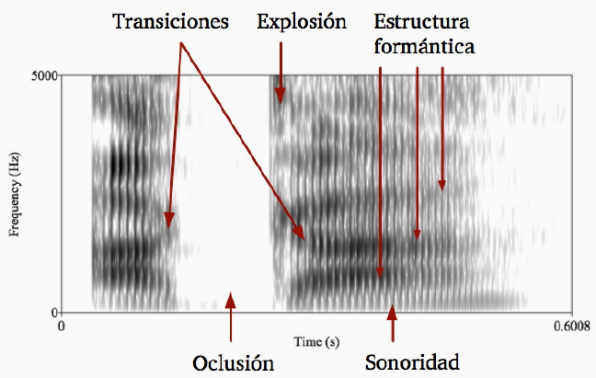 Transiciones
Explosión
Estructura
formántica
5000
Frequency (Hz)
0
0
Time (s)
0.6008
Oclusión
Sonoridad